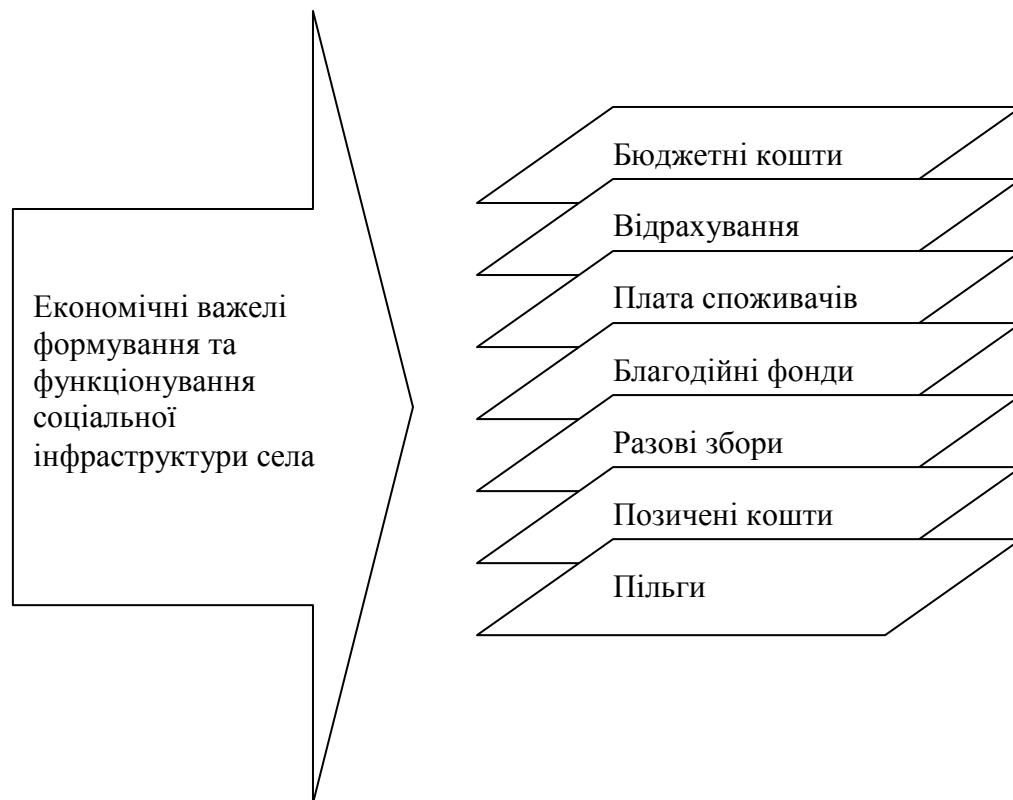 Економічні важелі
формування та
функціонування
соціальної
інфраструктури села
Бюджетні кошти
Відрахування
Плата споживачів
Благодійні фонди
Разові збори
Позичені кошти
Пільги